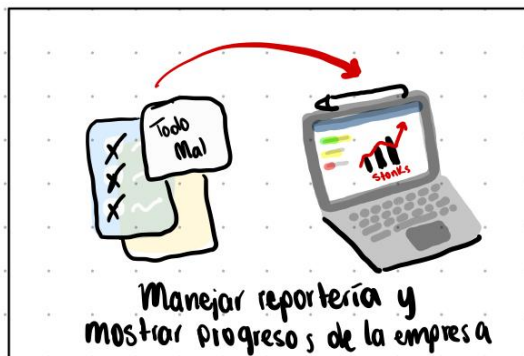 Todo
Mal
stonks
Manejar reportería y
mostrar progresos de la empresa